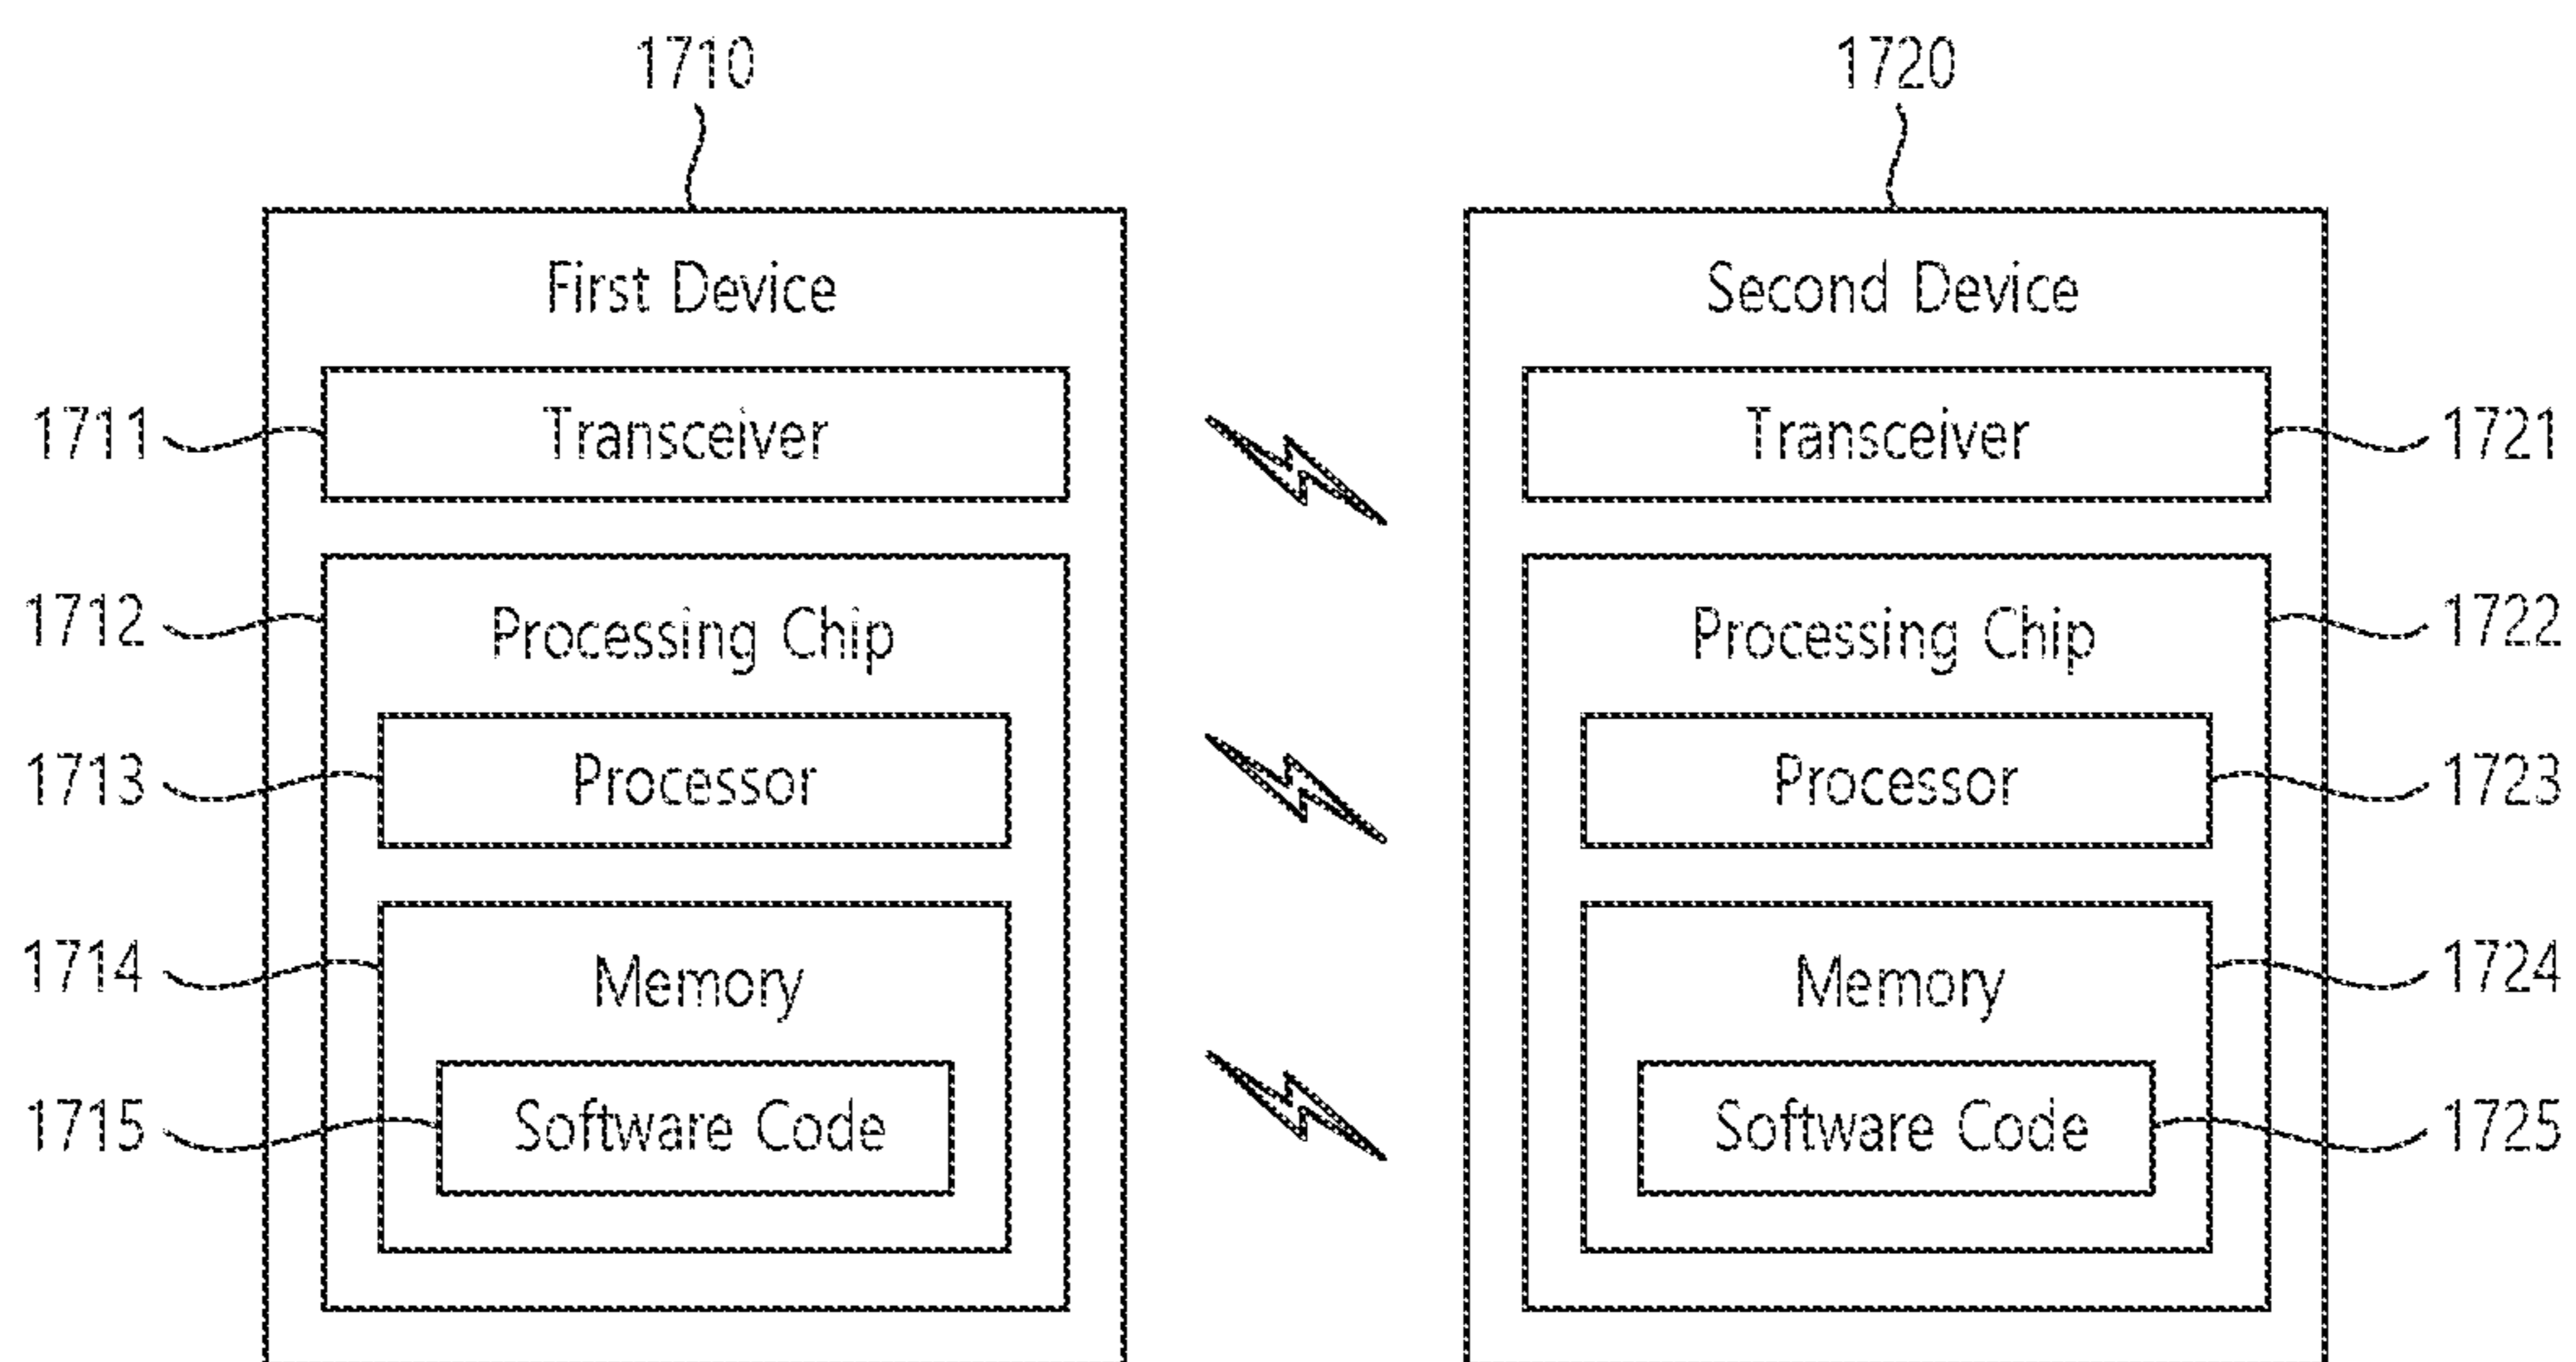 1710
1720
First Device
Second Device
1711
Transceiver
Transceiver
1721
1712
Processing Chip
Processing Chip
1722
1713
Processor
Processor
1723
1714
Memory
Memory
1724
1715
Software Code
Software Code
1725